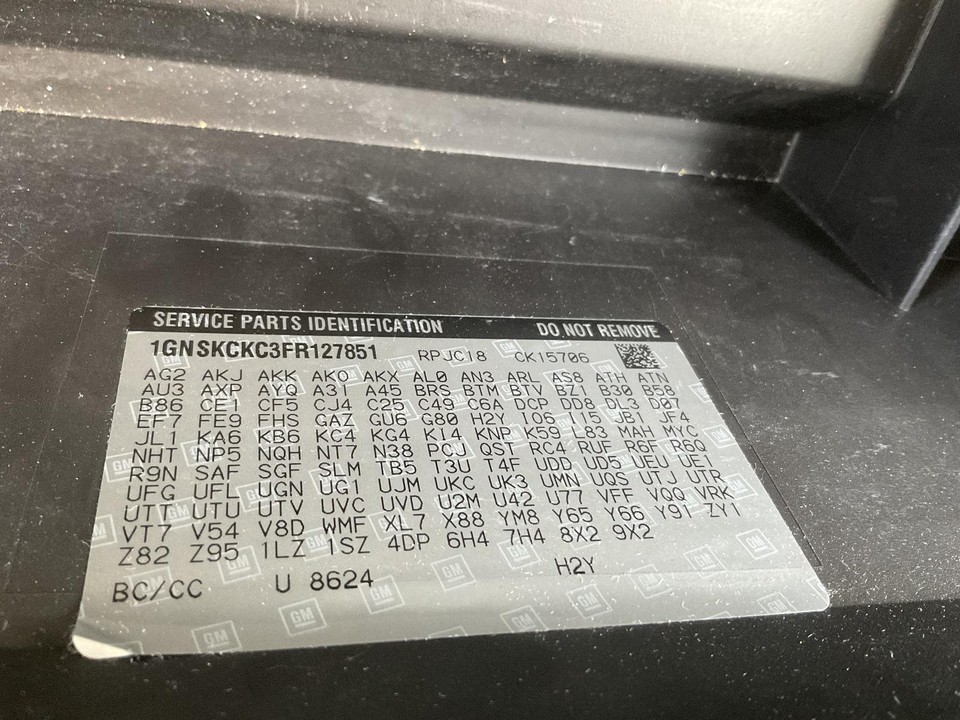 SERVICE PARTS IDENTIFICATION DO NOT REMOVE
1GNSKCKC3FR127851 RPJC18 CK15706
AG2 AKJ AKK AKO AKX AL0 AN3 ARL AS8 ATH ATN
AU3 AXP AYQ A31 A45 BRS BTM BTV BZ1 B30 B58
B86 CE1 CF5 CJ4 C25 C49 C6A DCP DD8 DL3 D07
EF7 FE9 FHS GAZ GU6 G80 H2Y IO6 I15 JB1 JF4
JL1 KA6 KB6 KC4 KG4 KI4 KNP K59 L83 MAH MYC
NHT NP5 NQH NT7 N38 PCJ QST RC4 RUF R6F R6Q
R9N SAF SGF SLM TB5 T3U T4F UDD UD5 UEU UE1
UFG UFL UGN UG1 UJM UKC UK3 UMN UQS UTJ UTR
UTT UTU UTV UVC UVD U2M U42 U77 VFF VQQ VRK
VT7 V54 V8D WMF XL7 X88 YM8 Y65 Y66 Y91 ZY1
Z82 Z95 1LZ 1SZ 4DP 6H4 7H4 8X2 9X2
BC/CC U 8624 H2Y